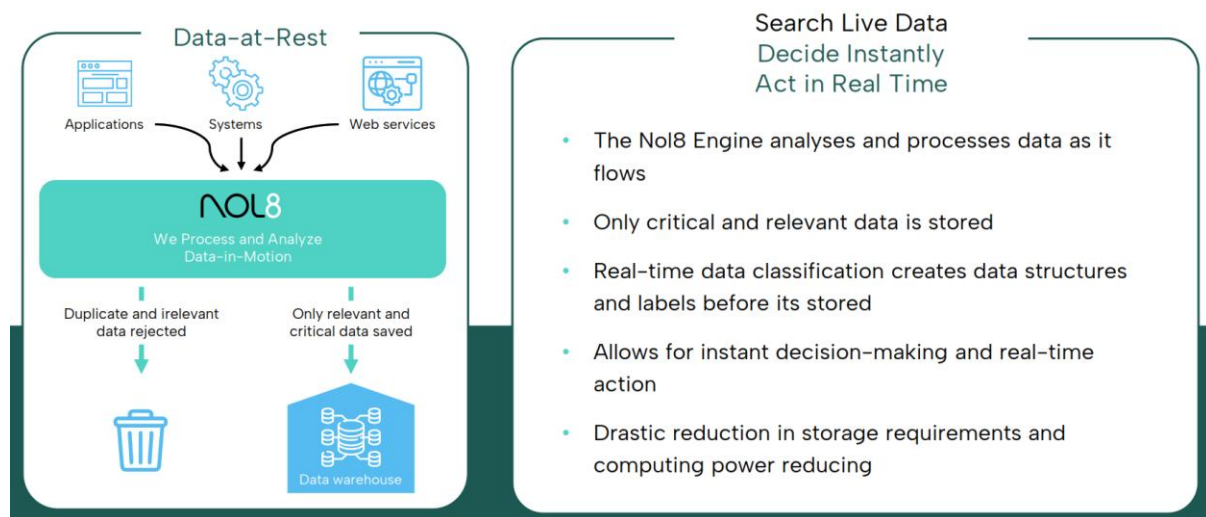 Data-at-Rest
Applications
Systems
Web services
NOL8
We Process and Analyze
Data-in-Motion
Duplicate and irelevant
data rejected
Only relevant and
critical data saved
Data warehouse
Search Live Data
Decide Instantly
Act in Real Time
• The Nol8 Engine analyses and processes data as it
flows
• Only critical and relevant data is stored
• Real-time data classification creates data structures
and labels before its stored
• Allows for instant decision-making and real-time
action
• Drastic reduction in storage requirements and
computing power reducing